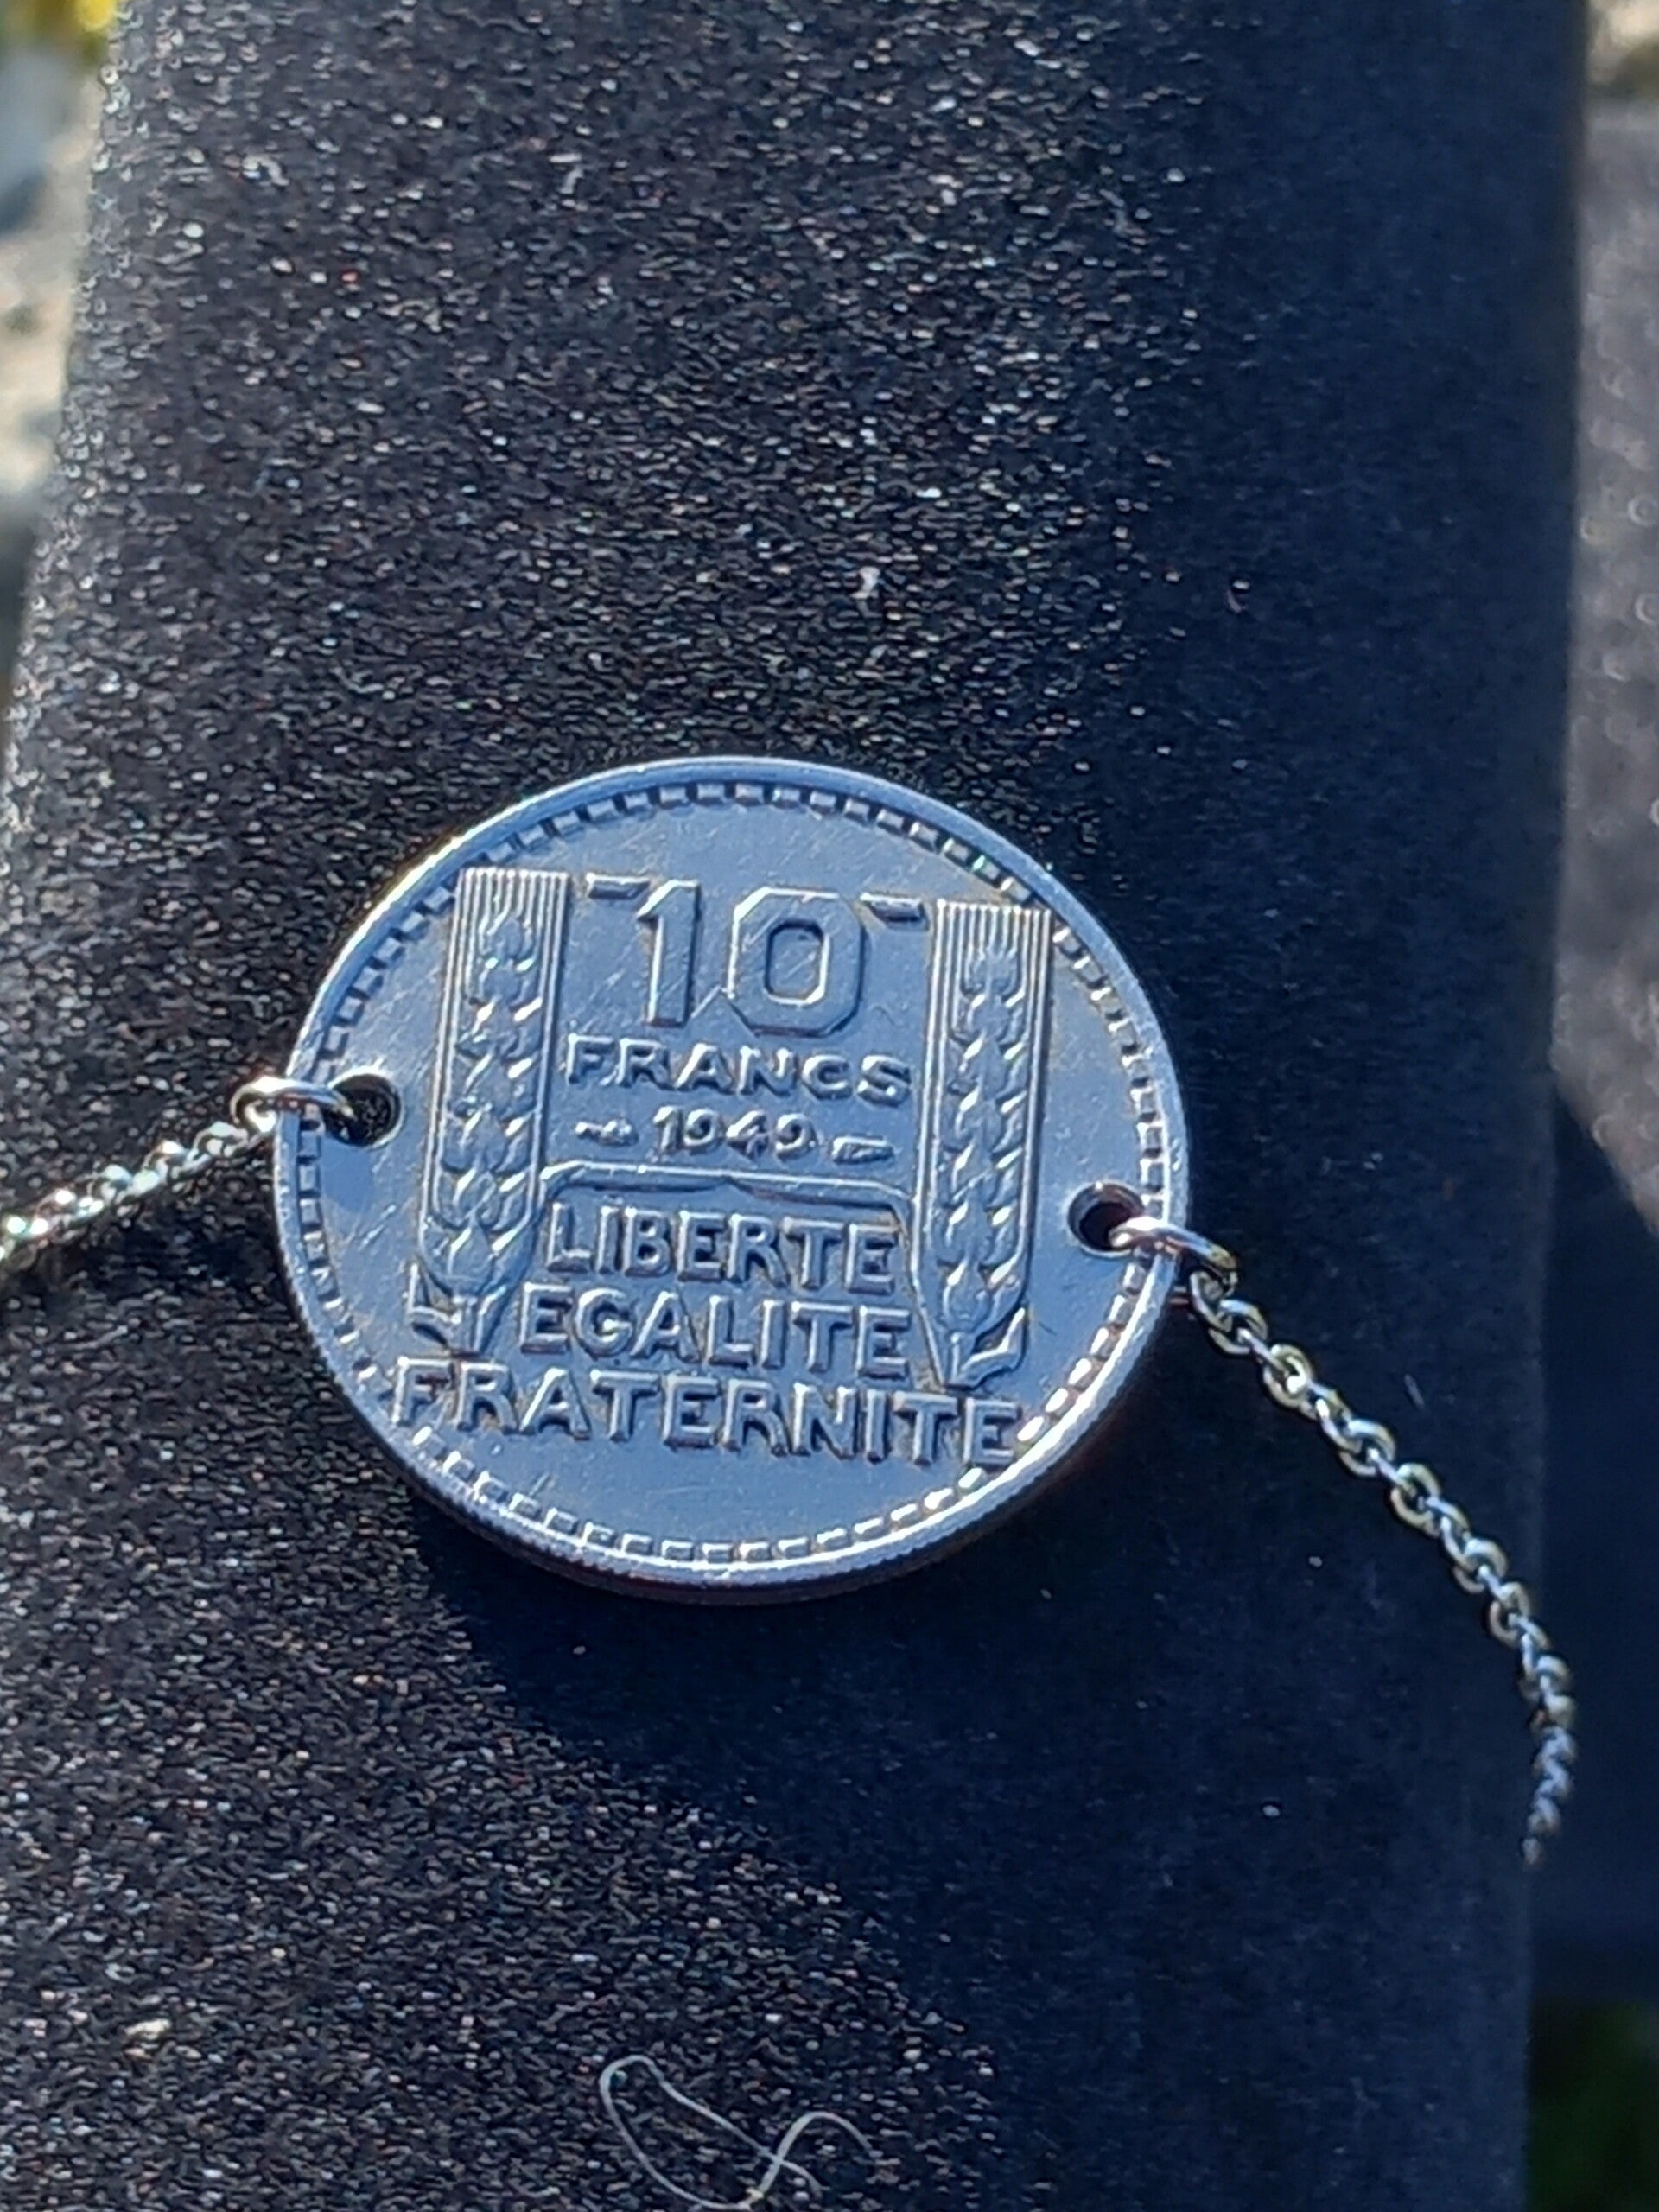 -10-
FRANCS
- 1949 -
LIBERTE
EGALITE
FRATERNITE